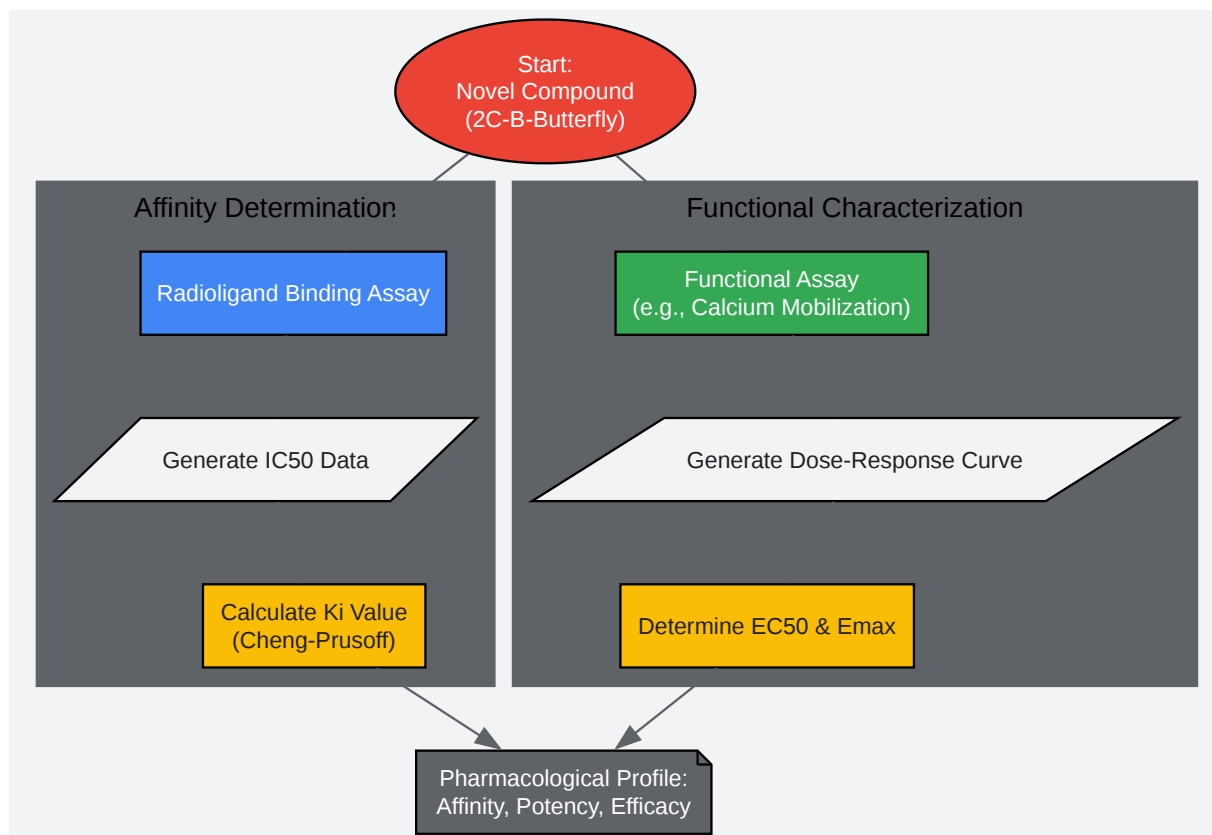 Start:
Novel Compound
(2C-B-Butterfly)
Affinity Determination
Functional Characterization
Radioligand Binding Assay
Functional Assay
(e.g., Calcium Mobilization)
Generate IC50 Data
Generate Dose-Response Curve
Calculate Ki Value
(Cheng-Prusoff)
Determine EC50 & Emax
Pharmacological Profile:
Affinity, Potency, Efficacy